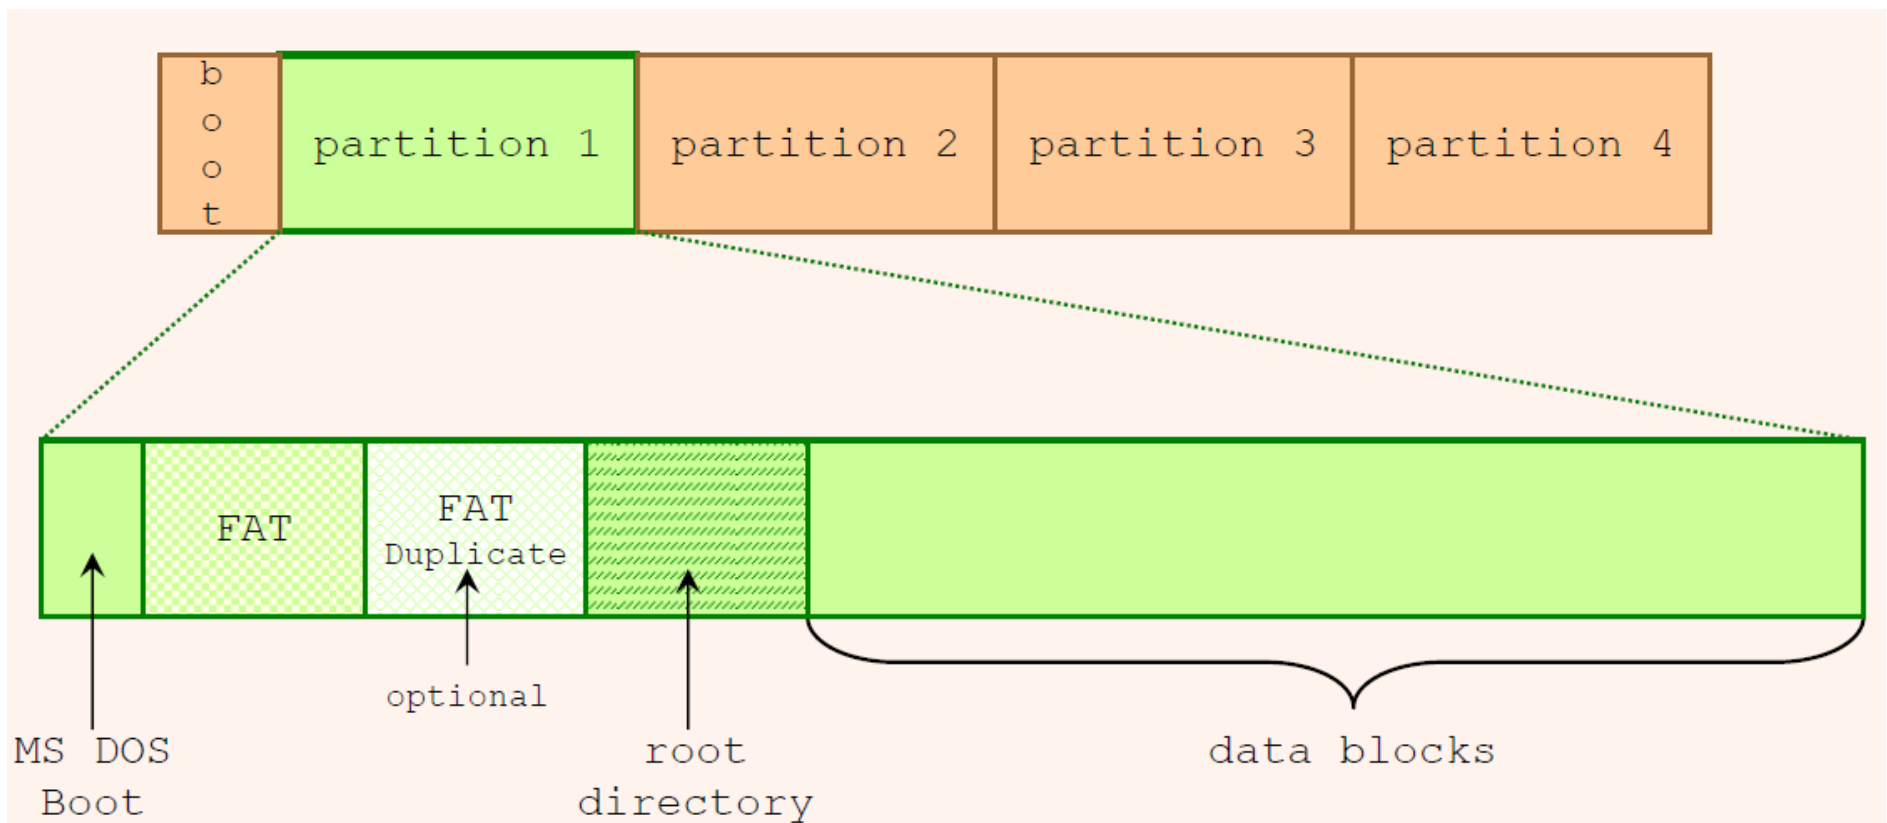 boot
partition 1
partition 2
partition 3
partition 4
FAT
FAT
Duplicate
optional
MS DOS
Boot
root
directory
data blocks